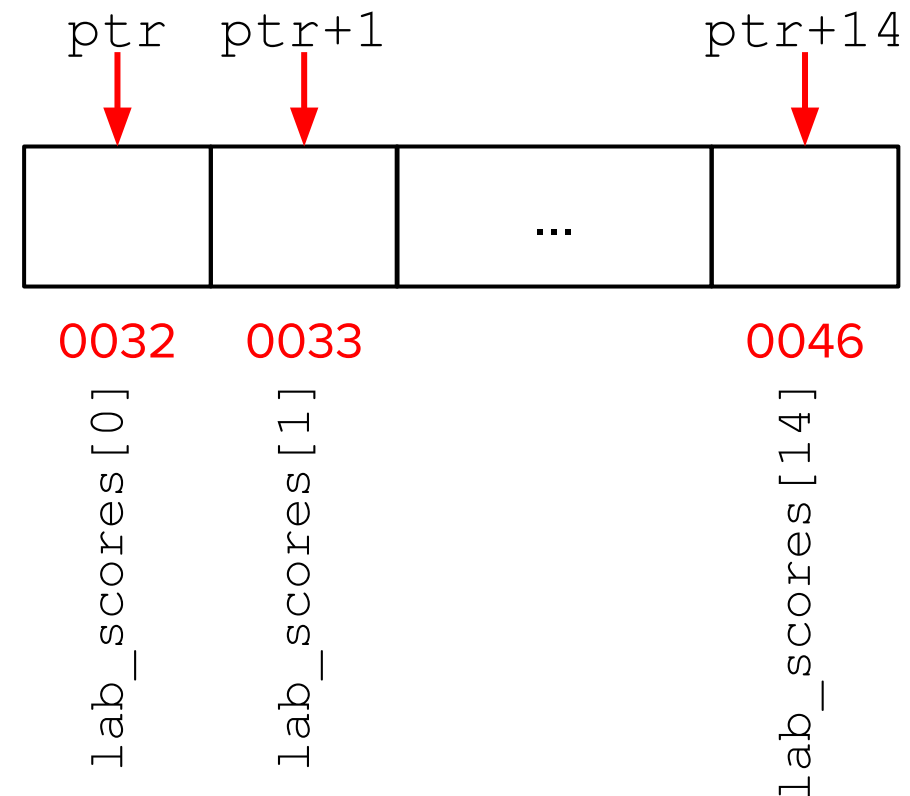 ptr ptr+1 ptr+14
...
0032 0033 0046
lab_scores[0]
lab_scores[1]
lab_scores[14]